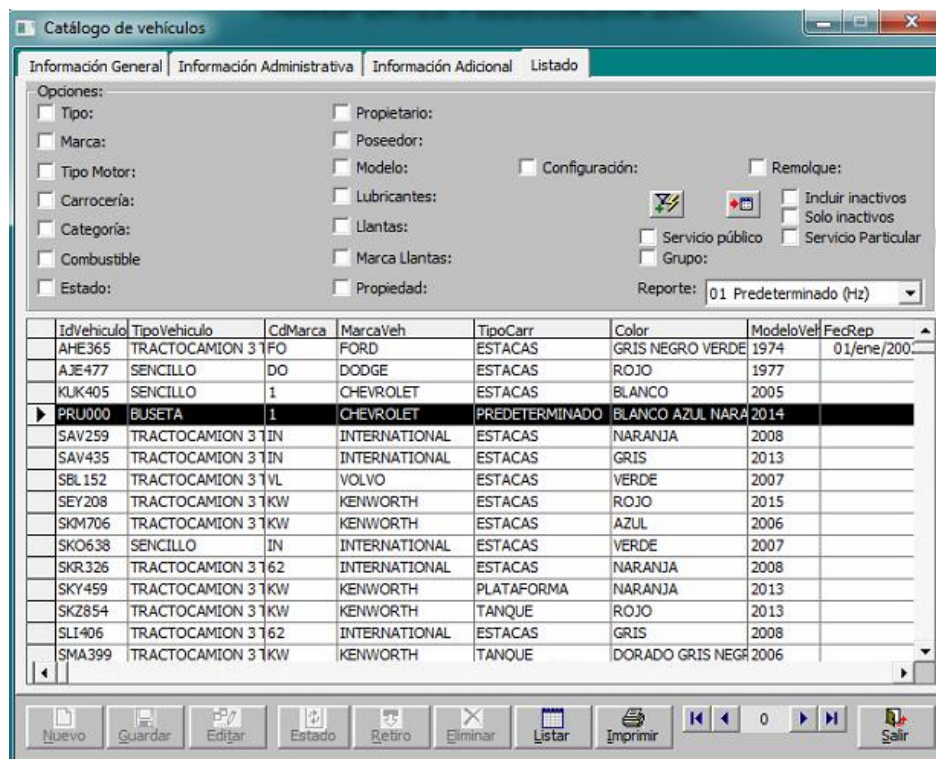 Catálogo de vehículos
Información General Información Administrativa Información Adicional Listado
Opciones:
Tipo: Propietario:
Marca: Poseedor:
Tipo Motor: Modelo: Configuración: Remolque:
Carrocería: Lubricantes: Incluir inactivos
Solo inactivos
Categoría: Llantas: Servicio público Servicio Particular
Combustible Marca Llantas: Grupo:
Estado: Propiedad: Reporte: 01 Predeterminado (Hz)
IdVehiculo TipoVehiculo CdMarca MarcaVeh TipoCarr Color ModeloVeh FecRep
AHE365 TRACTOCAMION 3 T FO FORD ESTACAS GRIS NEGRO VERDE 1974 01/ene/200
AJE477 SENCILLO DO DODGE ESTACAS ROJO 1977
KUK405 SENCILLO 1 CHEVROLET ESTACAS BLANCO 2005
PRU000 BUSETA 1 CHEVROLET PREDETERMINADO BLANCO AZUL NARA 2014
SAV259 TRACTOCAMION 3 T IN INTERNATIONAL ESTACAS NARANJA 2008
SAV435 TRACTOCAMION 3 T IN INTERNATIONAL ESTACAS GRIS 2013
SBL152 TRACTOCAMION 3 T VL VOLVO ESTACAS VERDE 2007
SEY208 TRACTOCAMION 3 T KW KENWORTH ESTACAS ROJO 2015
SKM706 TRACTOCAMION 3 T KW KENWORTH ESTACAS AZUL 2006
SKO638 SENCILLO IN INTERNATIONAL ESTACAS VERDE 2007
SKR326 TRACTOCAMION 3 T 62 INTERNATIONAL ESTACAS NARANJA 2008
SKY459 TRACTOCAMION 3 T KW KENWORTH PLATAFORMA NARANJA 2013
SKZ854 TRACTOCAMION 3 T KW KENWORTH TANQUE ROJO 2013
SLI406 TRACTOCAMION 3 T 62 INTERNATIONAL ESTACAS GRIS 2008
SMA399 TRACTOCAMION 3 T KW KENWORTH TANQUE DORADO GRIS NEGR 2006
Nuevo Guardar Editar Estado Retiro Eliminar Listar Imprimir 0 Salir